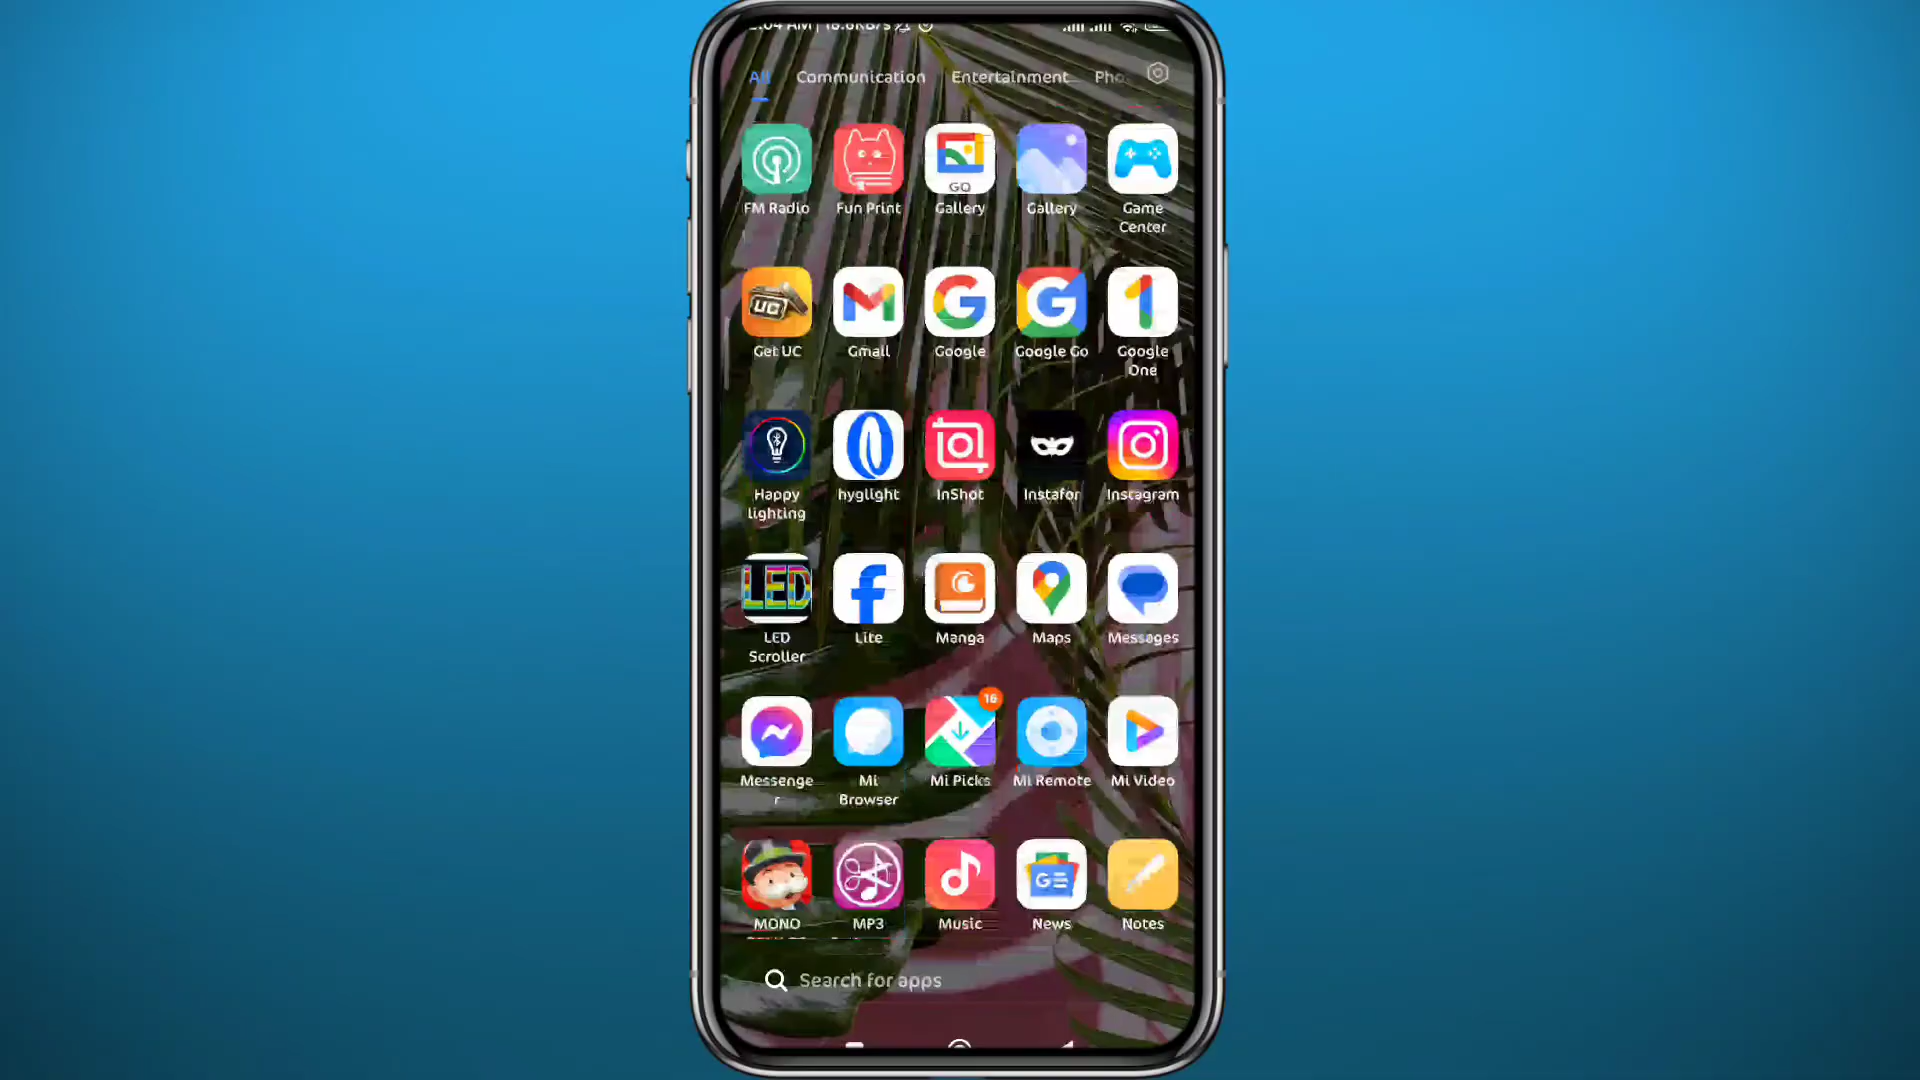 All Communication Entertainment Pho
GO
FM Radio Fun Print Gallery Gallery Game
Center
UC
Get UC Gmail Google Google Go Google
One
Happy hyglight InShot Instafor Instagram
lighting
LED
LED Lite Manga Maps Messages
Scroller
16
Messenge Mi Mi Picks Mi Remote Mi Video
r Browser
GE
MONO MP3 Music News Notes
Search for apps